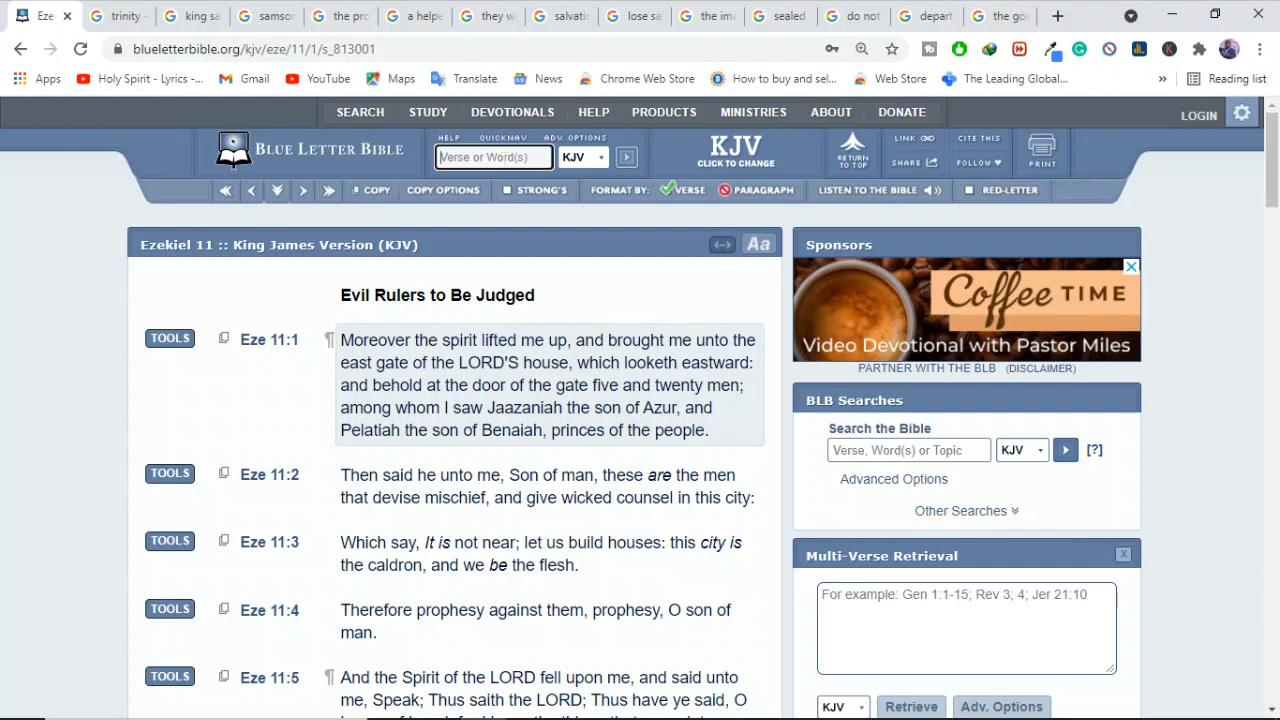 Eze
trinity -
king sa
samsor
the pro
a helpe
they w
salvati
lose sa
the ima
sealed
do not
depart
the gos
blueletterbible.org/kjv/eze/11/1/s_813001
Apps
Holy Spirit - Lyrics -...
Gmail
YouTube
Maps
Translate
News
Chrome Web Store
How to buy and sel...
Web Store
The Leading Global...
»
Reading list
SEARCH STUDY DEVOTIONALS HELP PRODUCTS MINISTRIES ABOUT DONATE
LOGIN
BLUE LETTER BIBLE
HELP QUICKNAV ADV. OPTIONS
Verse or Word(s)
KJV
KJV
CLICK TO CHANGE
RETURN
TO TOP
LINK
SHARE
CITE THIS
FOLLOW
PRINT
COPY COPY OPTIONS STRONG'S FORMAT BY: VERSE PARAGRAPH LISTEN TO THE BIBLE RED-LETTER
Ezekiel 11 :: King James Version (KJV)
Aa
Evil Rulers to Be Judged
TOOLS Eze 11:1 ¶ Moreover the spirit lifted me up, and brought me unto the
east gate of the LORD'S house, which looketh eastward:
and behold at the door of the gate five and twenty men;
among whom I saw Jaazaniah the son of Azur, and
Pelatiah the son of Benaiah, princes of the people.
TOOLS Eze 11:2 Then said he unto me, Son of man, these are the men
that devise mischief, and give wicked counsel in this city:
TOOLS Eze 11:3 Which say, It is not near; let us build houses: this city is
the caldron, and we be the flesh.
TOOLS Eze 11:4 Therefore prophesy against them, prophesy, O son of
man.
TOOLS Eze 11:5 ¶ And the Spirit of the LORD fell upon me, and said unto
me, Speak; Thus saith the LORD; Thus have ye said, O
Sponsors
Coffee TIME
Video Devotional with Pastor Miles
PARTNER WITH THE BLB (DISCLAIMER)
BLB Searches
Search the Bible
Verse, Word(s) or Topic
KJV
[?]
Advanced Options
Other Searches
Multi-Verse Retrieval
X
For example: Gen 1:1-15; Rev 3; 4; Jer 21:10
KJV
Retrieve
Adv. Options